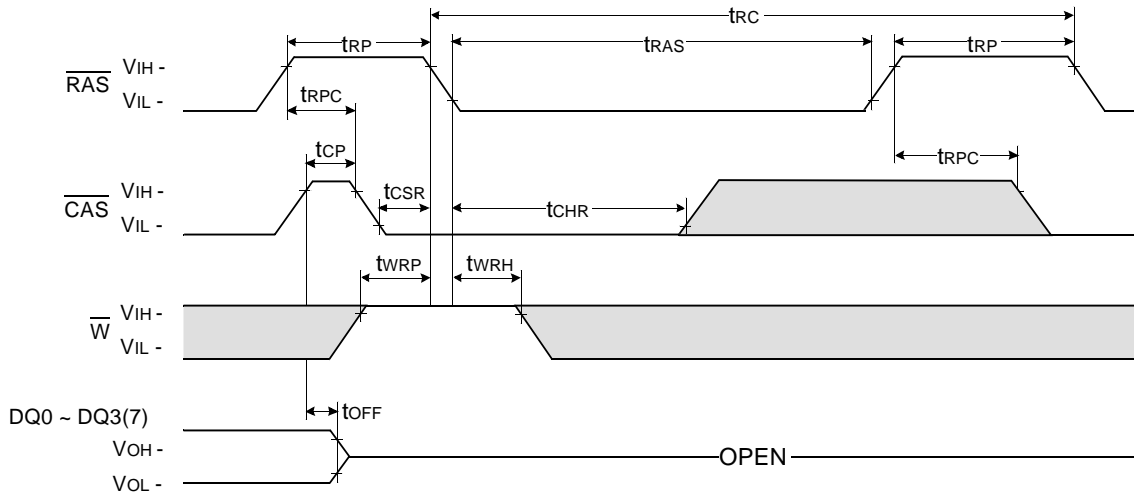 tRC
tRP tRAS tRP
RAS VIH -
VIL -
tRPC
tCP tRPC
CAS VIH -
VIL -
tCSR tCHR
tWRP tWRH
W VIH -
VIL -
tOFF
DQ0 ~ DQ3(7)
VOH -
VOL -
OPEN